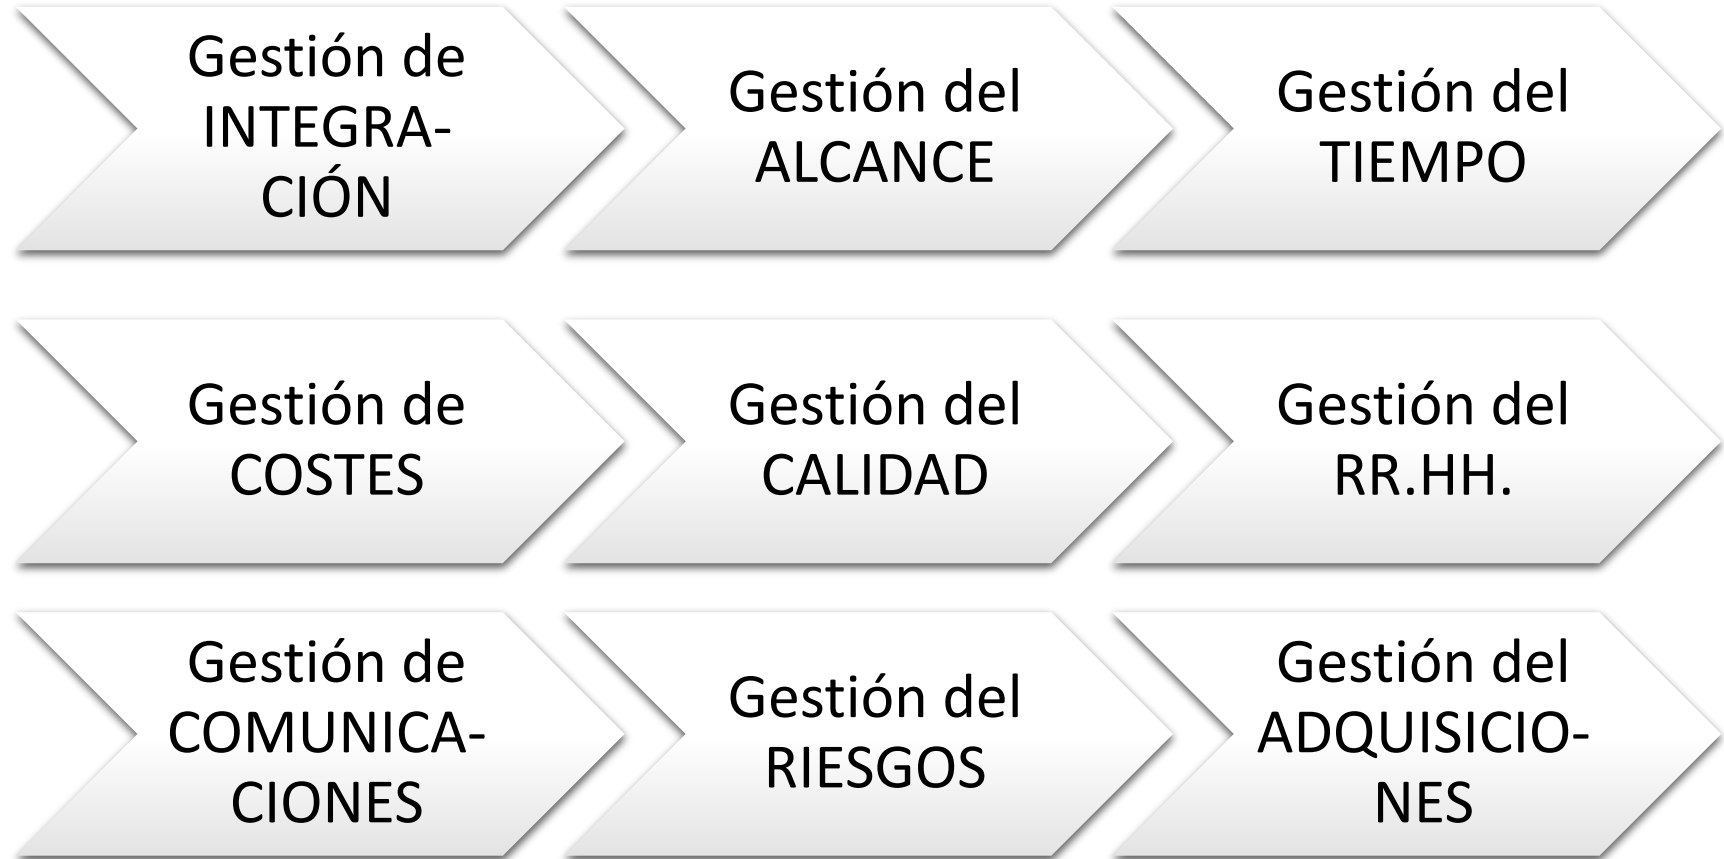 Gestión de
INTEGRA-
CIÓN
Gestión del
ALCANCE
Gestión del
TIEMPO
Gestión de
COSTES
Gestión del
CALIDAD
Gestión del
RR.HH.
Gestión de
COMUNICA-
CIONES
Gestión del
RIESGOS
Gestión del
ADQUISICIO-
NES